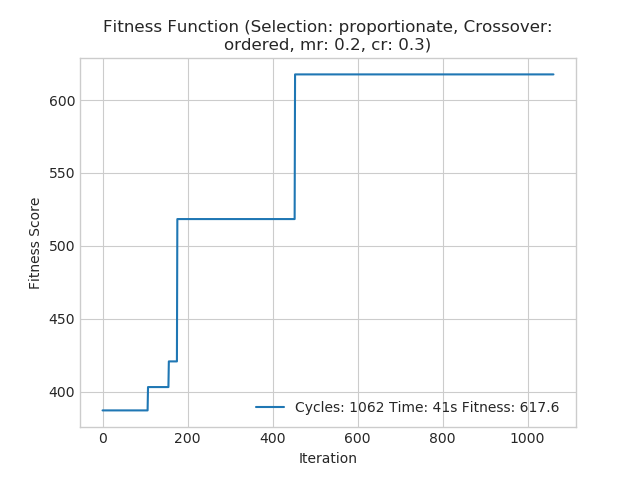 Fitness Function (Selection: proportionate, Crossover:
ordered, mr: 0.2, cr: 0.3)
600
550
500
450
400
Fitness Score
Cycles: 1062 Time: 41s Fitness: 617.6
0 200 400 600 800 1000
Iteration